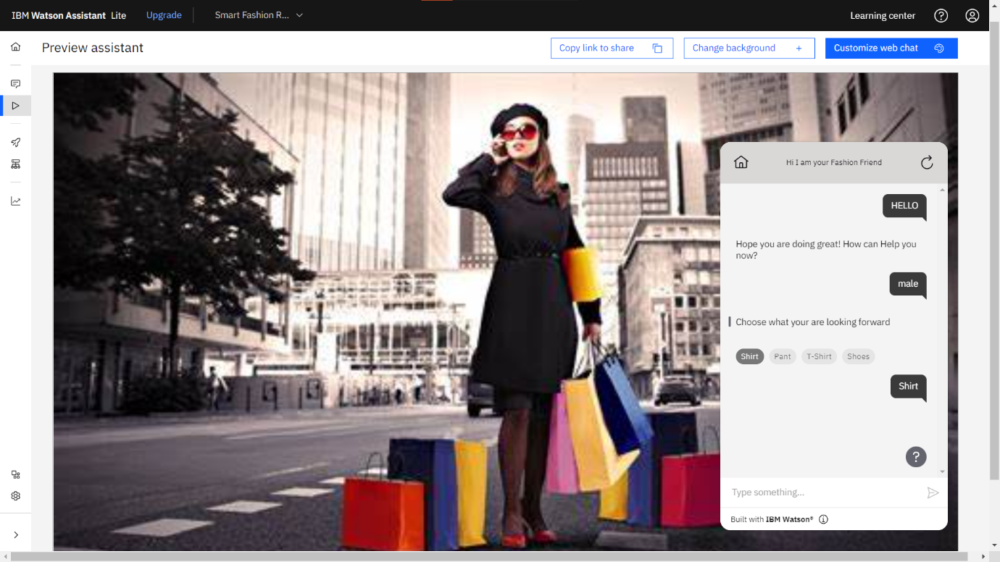 IBM Watson Assistant Lite Upgrade Smart Fashion R... Learning center
Preview assistant
Copy link to share Change background + Customize web chat
Hi I am your Fashion Friend
HELLO
Hope you are doing great! How can Help you
now?
male
Choose what your are looking forward
Shirt Pant T-Shirt Shoes
Shirt
?
Type something...
Built with IBM Watson®